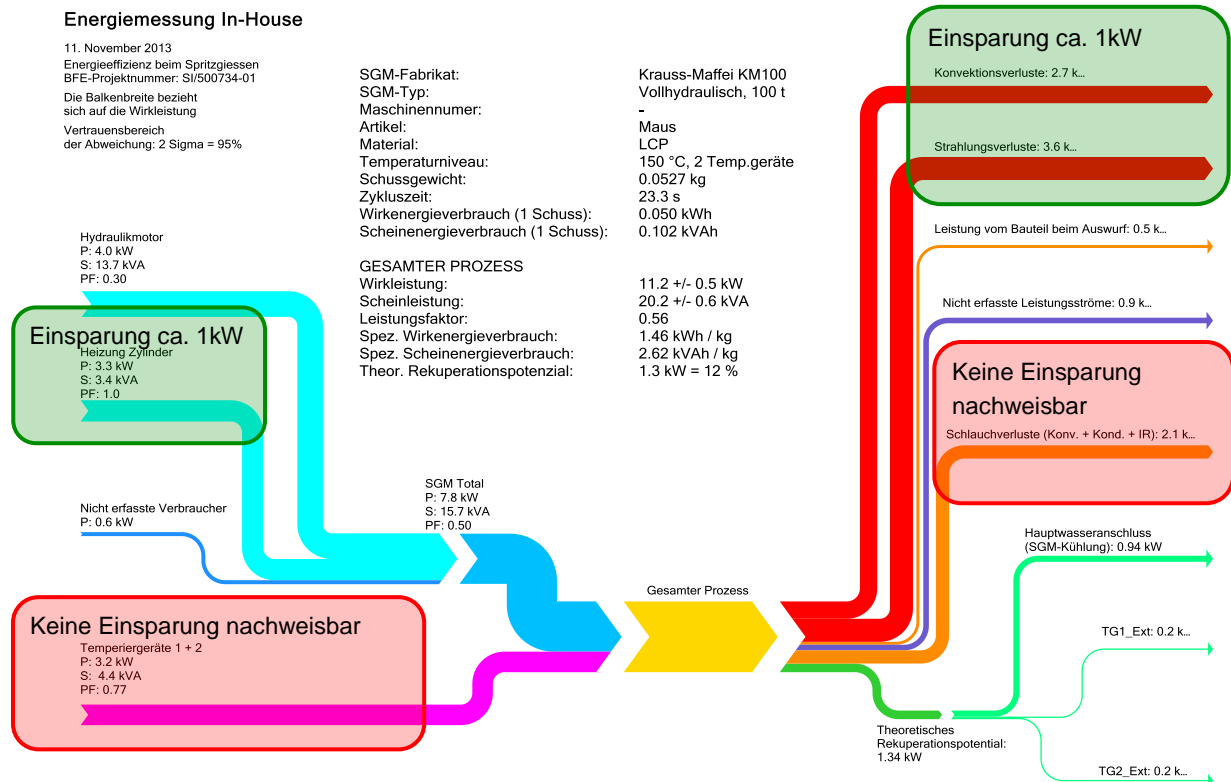 Energiemessung In-House
11. November 2013
Energieeffizienz beim Spritzgiessen
BFE-Projektnummer: SI/500734-01
Die Balkenbreite bezieht
sich auf die Wirkleistung
Vertrauensbereich
der Abweichung: 2 Sigma = 95%
SGM-Fabrikat: Krauss-Maffei KM100
SGM-Typ: Vollhydraulisch, 100 t
Maschinennumer: -
Artikel: Maus
Material: LCP
Temperaturniveau: 150 °C, 2 Temp.geräte
Schussgewicht: 0.0527 kg
Zykluszeit: 23.3 s
Wirkenergieverbrauch (1 Schuss): 0.050 kWh
Scheinenergieverbrauch (1 Schuss): 0.102 kVAh
GESAMTER PROZESS
Wirkleistung: 11.2 +/- 0.5 kW
Scheinleistung: 20.2 +/- 0.6 kVA
Leistungsfaktor: 0.56
Spez. Wirkenergieverbrauch: 1.46 kWh / kg
Spez. Scheinenergieverbrauch: 2.62 kVAh / kg
Theor. Rekuperationspotenzial: 1.3 kW = 12 %
Hydraulikmotor
P: 4.0 kW
S: 13.7 kVA
PF: 0.30
Einsparung ca. 1kW
Heizung Zylinder
P: 3.3 kW
S: 3.4 kVA
PF: 1.0
Nicht erfasste Verbraucher
P: 0.6 kW
SGM Total
P: 7.8 kW
S: 15.7 kVA
PF: 0.50
Keine Einsparung nachweisbar
Temperiergeräte 1 + 2
P: 3.2 kW
S: 4.4 kVA
PF: 0.77
Gesamter Prozess
Einsparung ca. 1kW
Konvektionsverluste: 2.7 k...
Strahlungsverluste: 3.6 k...
Leistung vom Bauteil beim Auswurf: 0.5 k...
Nicht erfasste Leistungsströme: 0.9 k...
Keine Einsparung
nachweisbar
Schlauchverluste (Konv. + Kond. + IR): 2.1 k...
Hauptwasseranschluss
(SGM-Kühlung): 0.94 kW
TG1_Ext: 0.2 k...
Theoretisches
Rekuperationspotential:
1.34 kW
TG2_Ext: 0.2 k...